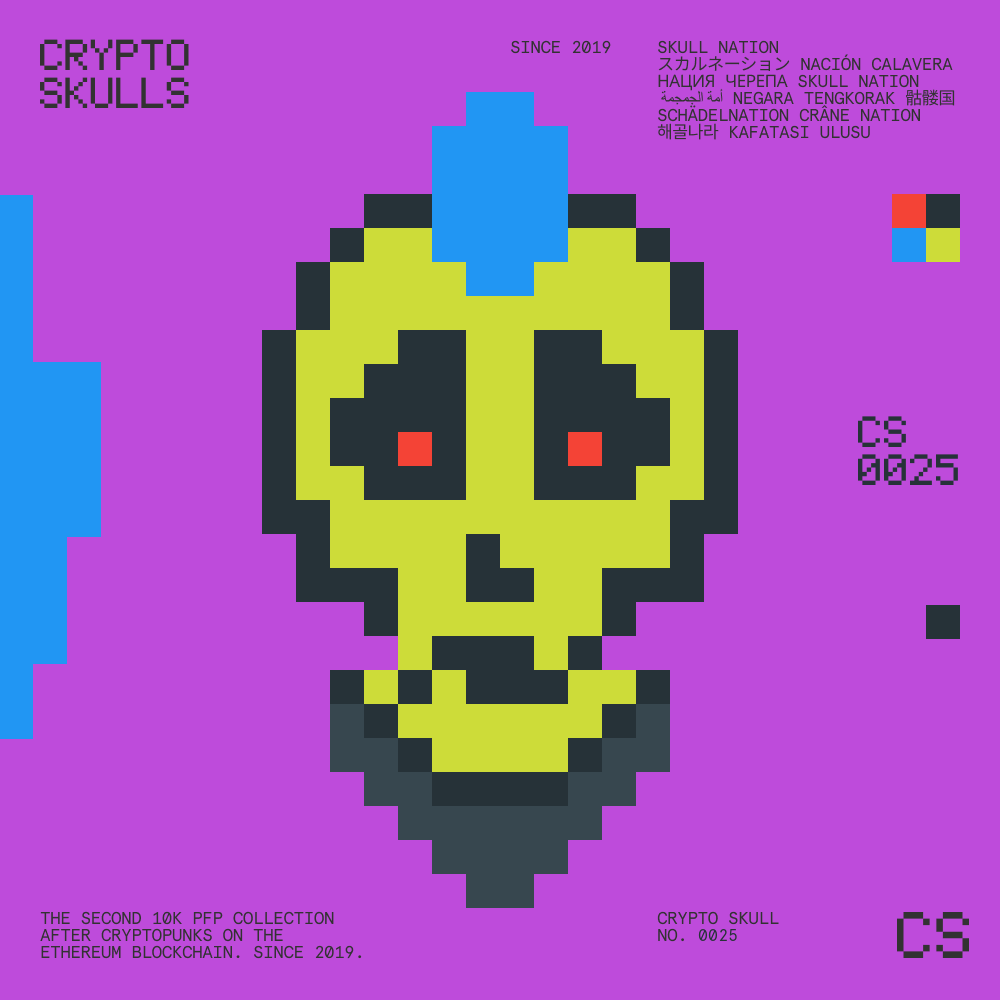 CRYPTO
SKULLS
SINCE 2019
SKULL NATION
スカルネーション NACIÓN CALAVERA
НАЦИЯ ЧЕРЕПА SKULL NATION
أمة الجمجمة NEGARA TENGKORAK 骷髅国
SCHÄDELNATION CRÂNE NATION
해골나라 KAFATASI ULUSU
CS
0025
THE SECOND 10K PFP COLLECTION
AFTER CRYPTOPUNKS ON THE
ETHEREUM BLOCKCHAIN. SINCE 2019.
CRYPTO SKULL
NO. 0025
CS